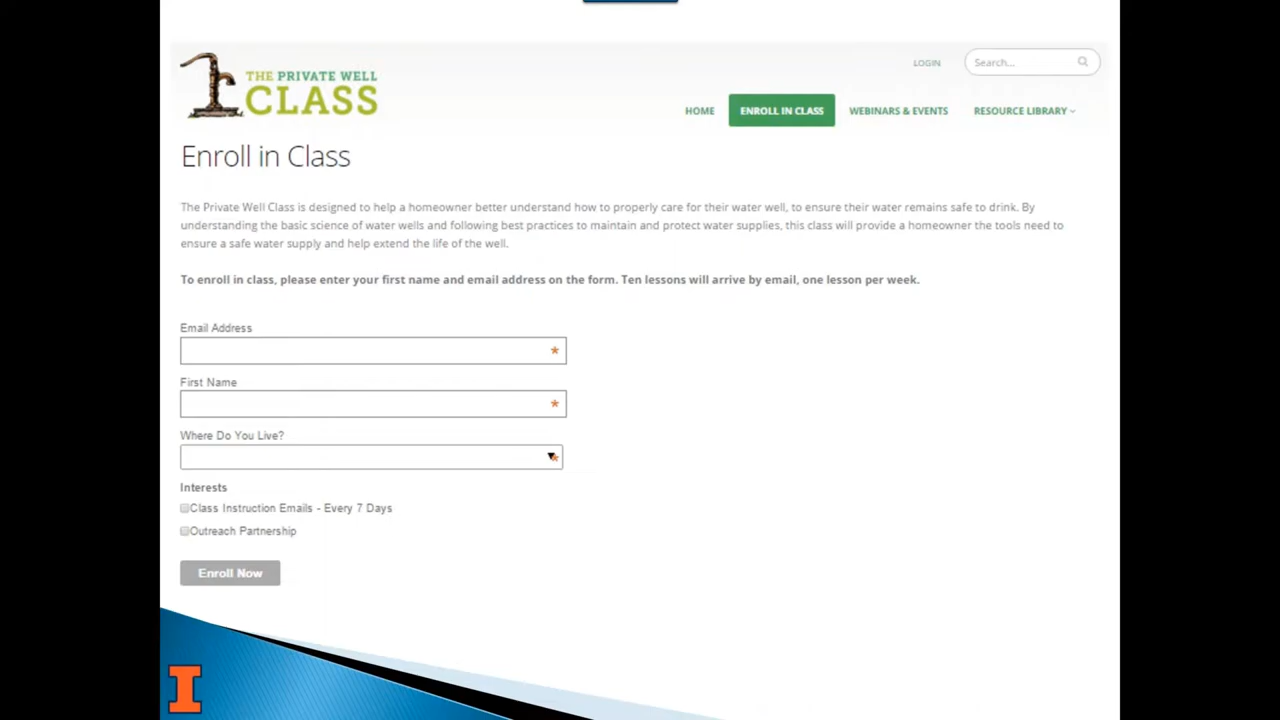 THE PRIVATE WELL
CLASS
LOGIN
Search...
HOME
ENROLL IN CLASS
WEBINARS & EVENTS
RESOURCE LIBRARY
Enroll in Class
The Private Well Class is designed to help a homeowner better understand how to properly care for their water well, to ensure their water remains safe to drink. By
understanding the basic science of water wells and following best practices to maintain and protect water supplies, this class will provide a homeowner the tools need to
ensure a safe water supply and help extend the life of the well.
To enroll in class, please enter your first name and email address on the form. Ten lessons will arrive by email, one lesson per week.
Email Address
*
First Name
*
Where Do You Live?
*
Interests
Class Instruction Emails - Every 7 Days
Outreach Partnership
Enroll Now
I